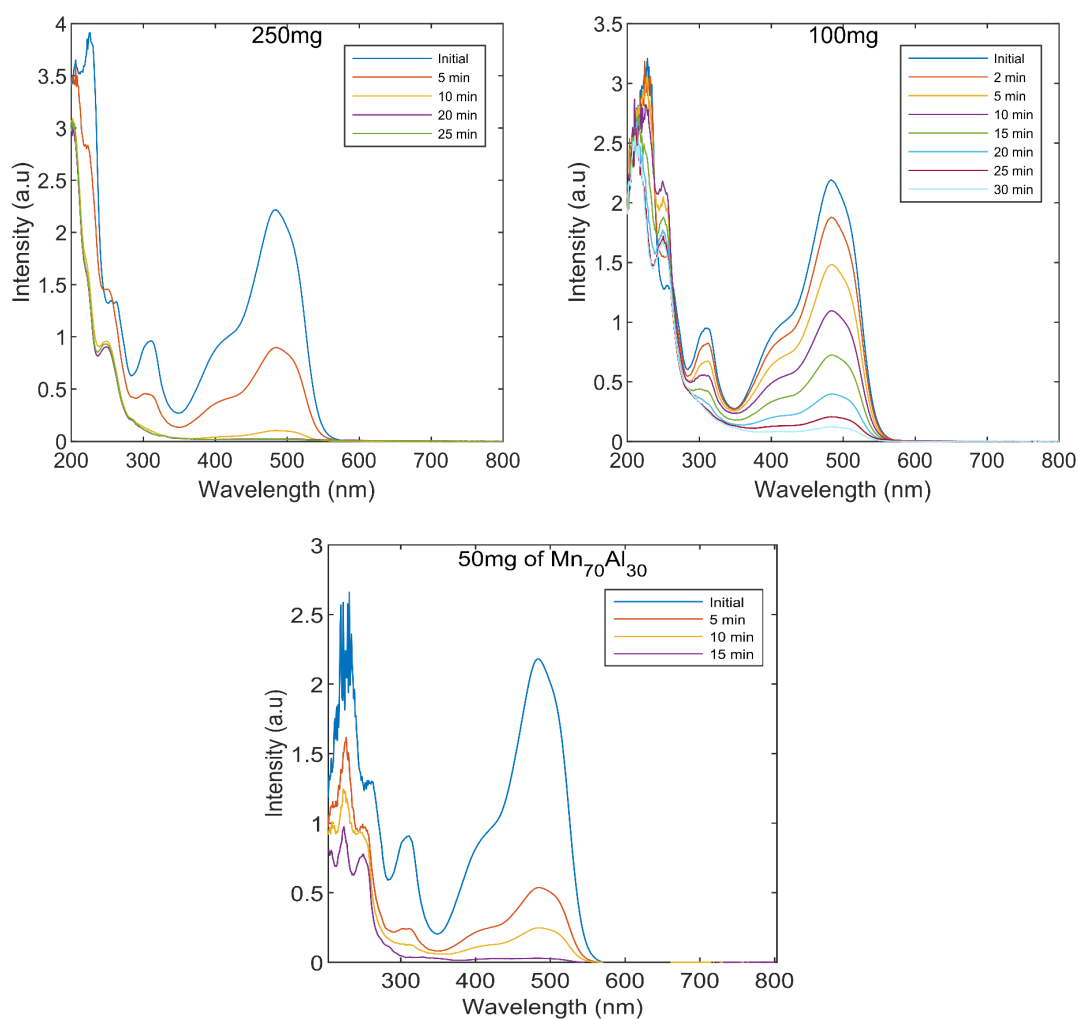 250mg
Initial
5 min
10 min
20 min
25 min
4
3.5
3
2.5
2
1.5
1
0.5
0
Intensity (a.u)
200 300 400 500 600 700 800
Wavelength (nm)
100mg
Initial
2 min
5 min
10 min
15 min
20 min
25 min
30 min
3.5
3
2.5
2
1.5
1
0.5
0
Intensity (a.u)
200 300 400 500 600 700 800
Wavelength (nm)
50mg of Mn70Al30
Initial
5 min
10 min
15 min
3
2.5
2
1.5
1
0.5
0
Intensity (a.u)
300 400 500 600 700 800
Wavelength (nm)